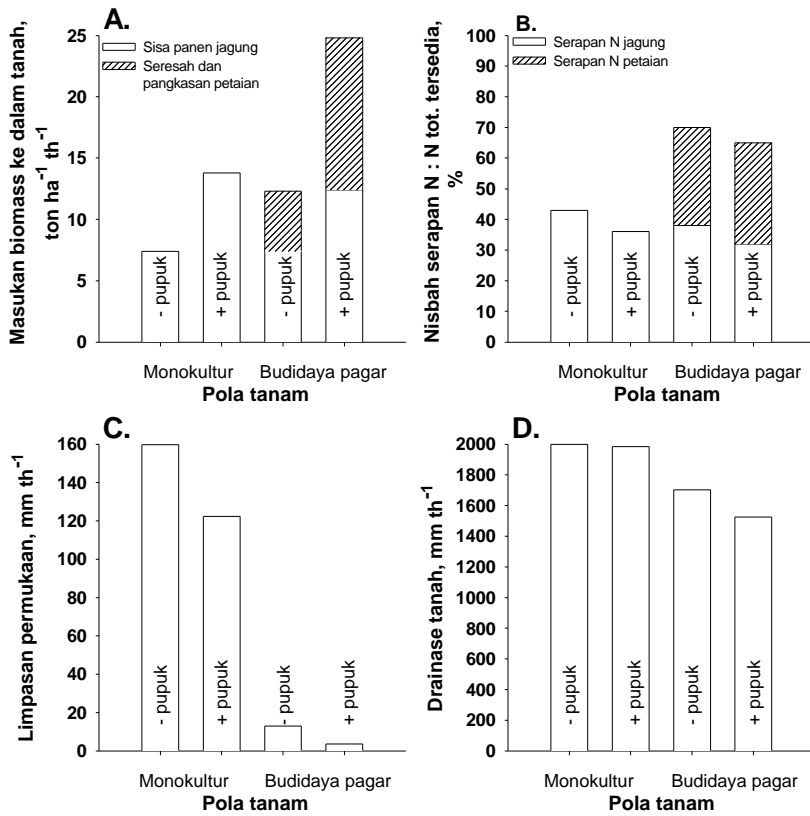 A.
Masukan biomass ke dalam tanah,
ton ha⁻¹ th⁻¹
25
20
15
10
5
0
Sisa panen jagung
Seresah dan
pangkasan petaian
- pupuk
+ pupuk
- pupuk
+ pupuk
Monokultur
Budidaya pagar
Pola tanam
B.
Nisbah serapan N : N tot. tersedia,
%
100
90
80
70
60
50
40
30
20
10
0
Serapan N jagung
Serapan N petaian
- pupuk
+ pupuk
- pupuk
+ pupuk
Monokultur
Budidaya pagar
Pola tanam
C.
Limpasan permukaan, mm th⁻¹
160
140
120
100
80
60
40
20
0
- pupuk
+ pupuk
- pupuk
+ pupuk
Monokultur
Budidaya pagar
Pola tanam
D.
Drainase tanah, mm th⁻¹
2000
1800
1600
1400
1200
1000
800
600
400
200
0
- pupuk
+ pupuk
- pupuk
+ pupuk
Monokultur
Budidaya pagar
Pola tanam